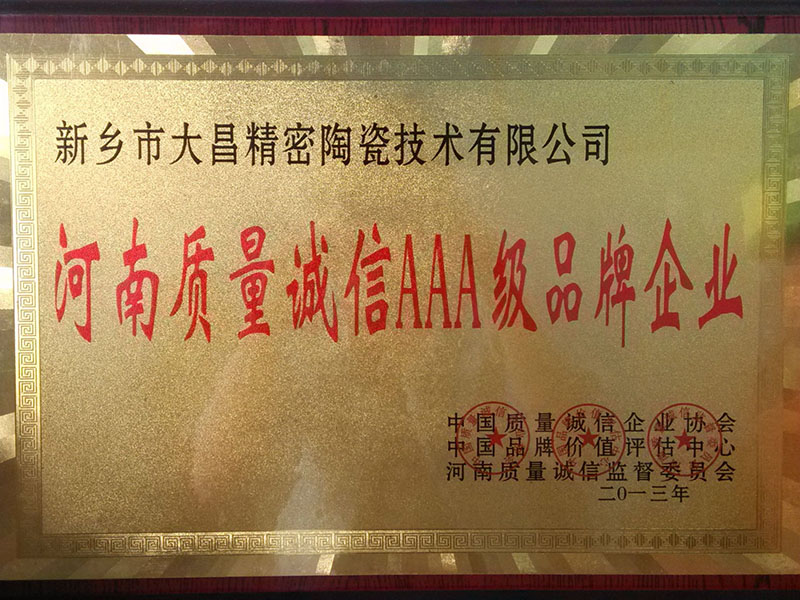 新乡市大昌精密陶瓷技术有限公司
河南质量诚信AAA级品牌企业
中国质量诚信企业协会
中国品牌价值评估中心
河南质量诚信监督委员会
二0一三年